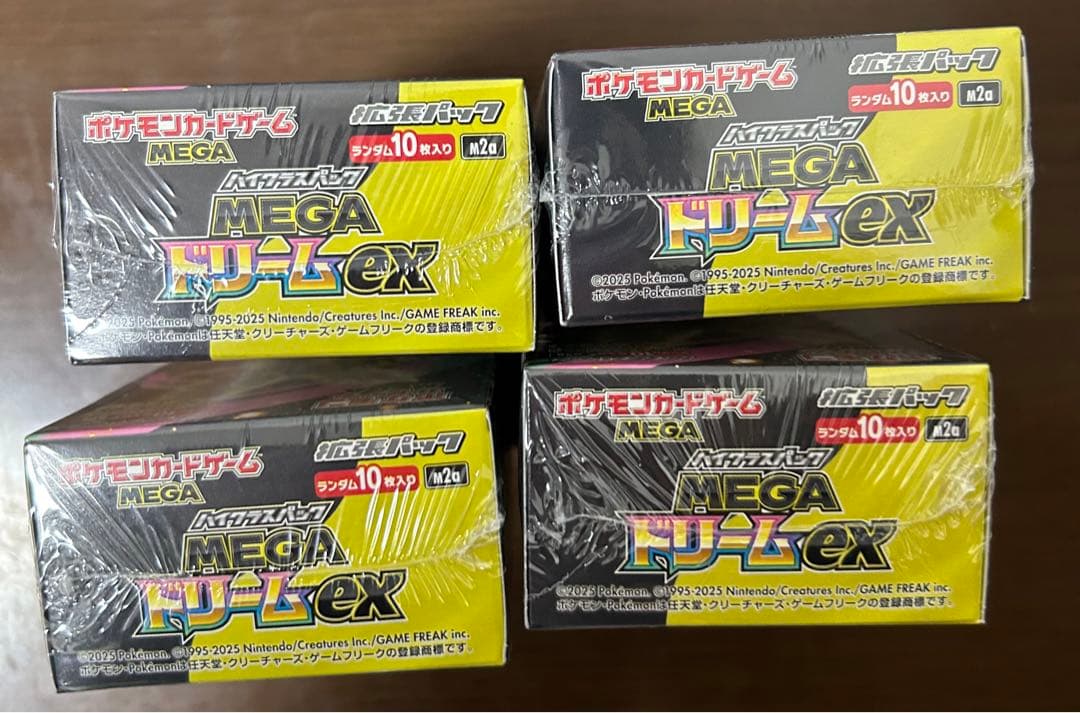 ポケモンカードゲーム
MEGA
拡張パック
ランダム10枚入り M2a
ハイクラスパック
MEGA
ドリームex
©2025 Pokémon. ©1995-2025 Nintendo/Creatures Inc./GAME FREAK inc.
ポケモン・Pokémonは任天堂・クリーチャーズ・ゲームフリークの登録商標です。
ポケモンカードゲーム
MEGA
拡張パック
ランダム10枚入り M2a
ハイクラスパック
MEGA
ドリームex
©2025 Pokémon. ©1995-2025 Nintendo/Creatures Inc./GAME FREAK inc.
ポケモン・Pokémonは任天堂・クリーチャーズ・ゲームフリークの登録商標です。
ポケモンカードゲーム
MEGA
拡張パック
ランダム10枚入り M2a
ハイクラスパック
MEGA
ドリームex
©2025 Pokémon. ©1995-2025 Nintendo/Creatures Inc./GAME FREAK inc.
ポケモン・Pokémonは任天堂・クリーチャーズ・ゲームフリークの登録商標です。
ポケモンカードゲーム
MEGA
拡張パック
ランダム10枚入り M2a
ハイクラスパック
MEGA
ドリームex
©2025 Pokémon. ©1995-2025 Nintendo/Creatures Inc./GAME FREAK inc.
ポケモン・Pokémonは任天堂・クリーチャーズ・ゲームフリークの登録商標です。